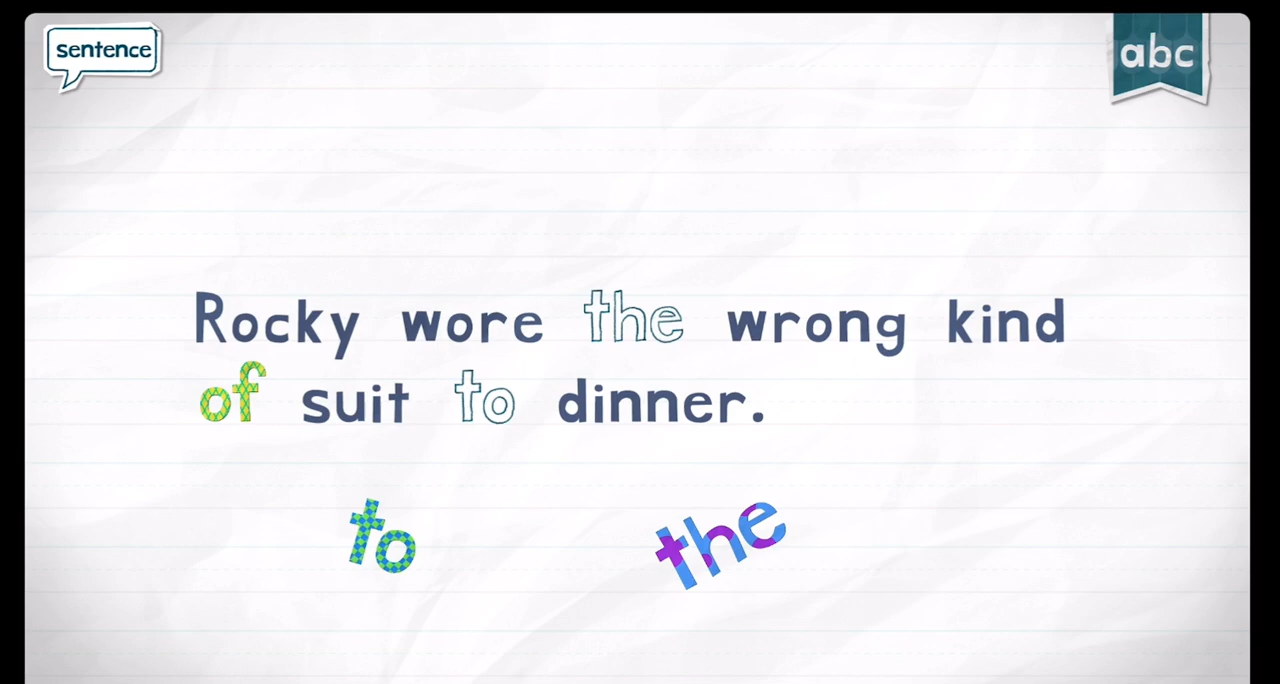 sentence
abc
Rocky wore the wrong kind
of suit to dinner.
to the